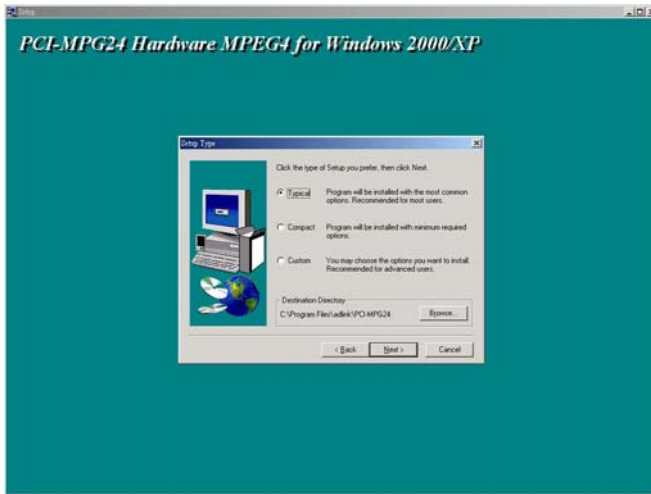 Setup
PCI-MPG24 Hardware MPEG4 for Windows 2000/XP
Setup Type
Click the type of Setup you prefer, then click Next.
Typical
Program will be installed with the most common
options. Recommended for most users.
Compact
Program will be installed with minimum required
options.
Custom
You may choose the options you want to install.
Recommended for advanced users.
Destination Directory
C:\Program Files\adlink\PCI-MPG24
Browse...
< Back
Next >
Cancel